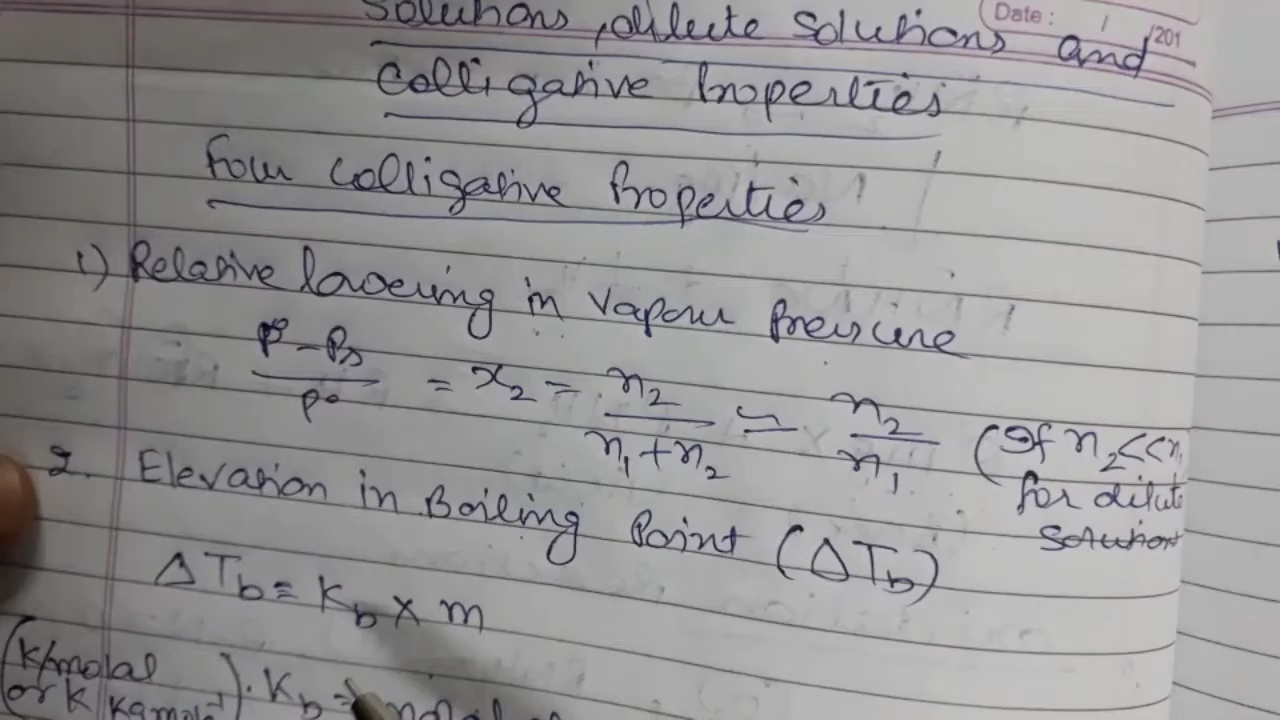 Date: / /201
Solutions, dilute Solutions and
Colligative Properties
Four Colligative Properties
1) Relative lowering in Vapour Pressure
P° - Ps / P° = x₂ = n₂ / n₁ + n₂ ≃ n₂ / n₁ (If n₂<<n₁
for dilute
Solution
2. Elevation in Boiling Point (ΔTb)
ΔTb = Kb × m
(K/molal
or K Kgmol⁻¹) . Kb =